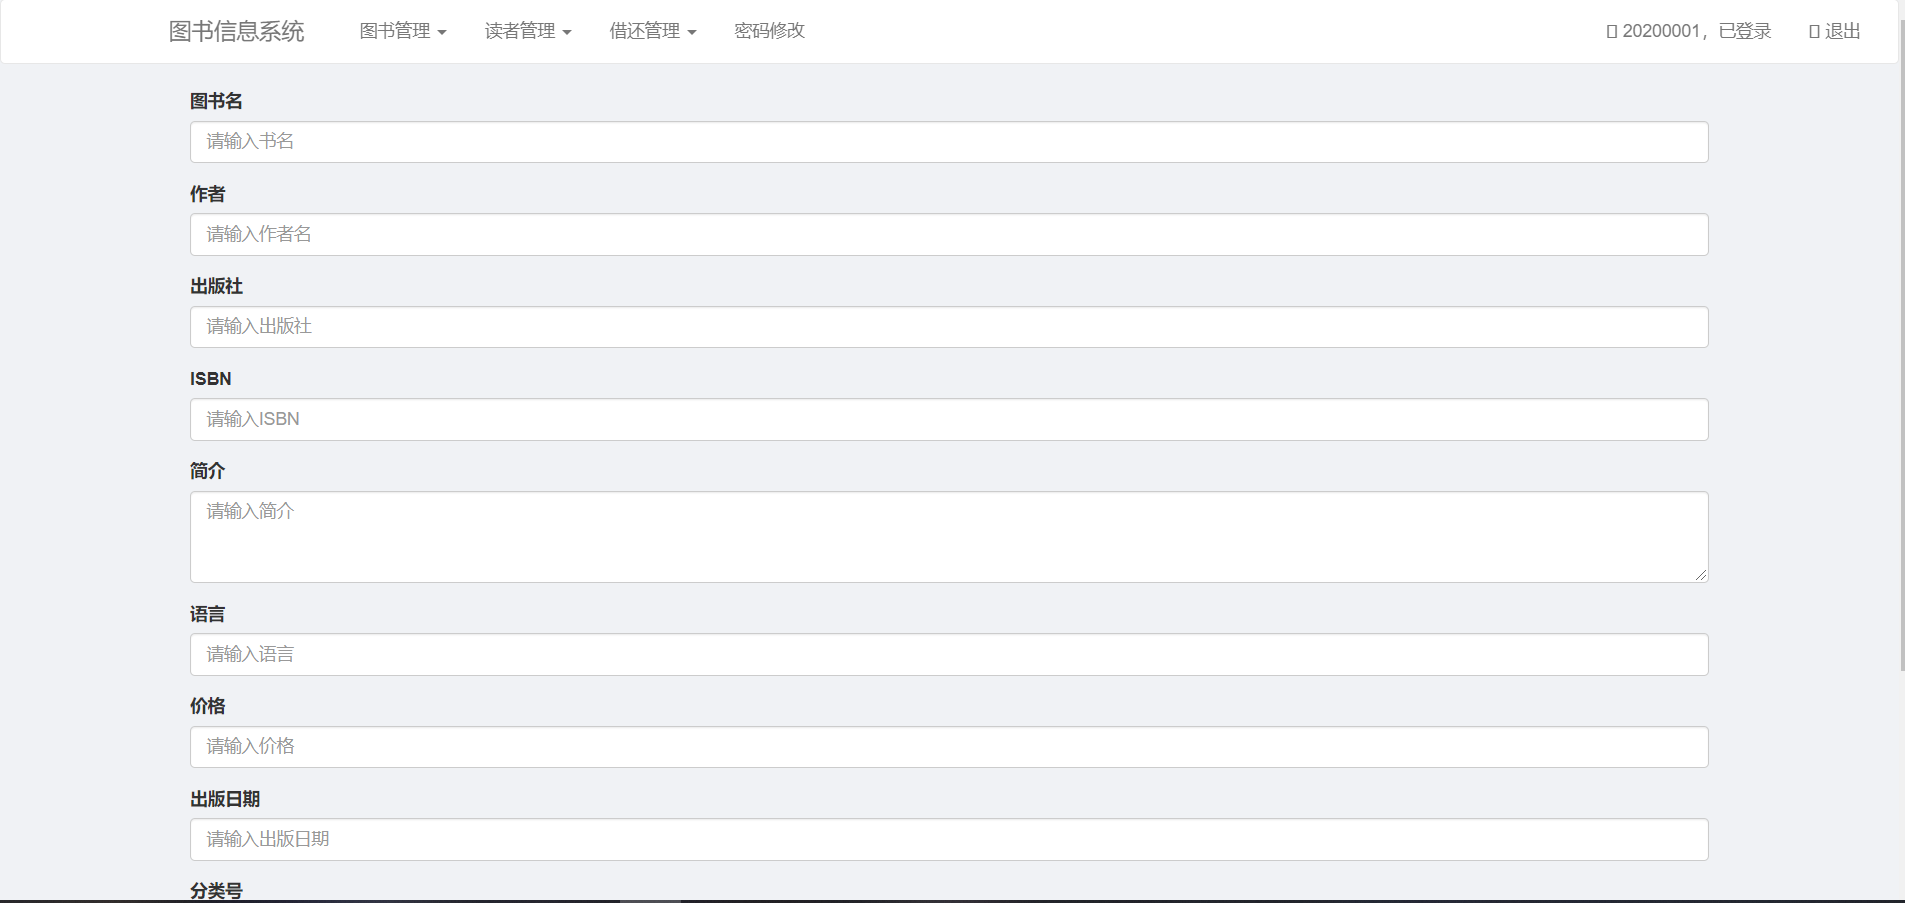 图书信息系统 图书管理 读者管理 借还管理 密码修改 20200001，已登录 退出
图书名
请输入书名
作者
请输入作者名
出版社
请输入出版社
ISBN
请输入ISBN
简介
请输入简介
语言
请输入语言
价格
请输入价格
出版日期
请输入出版日期
分类号